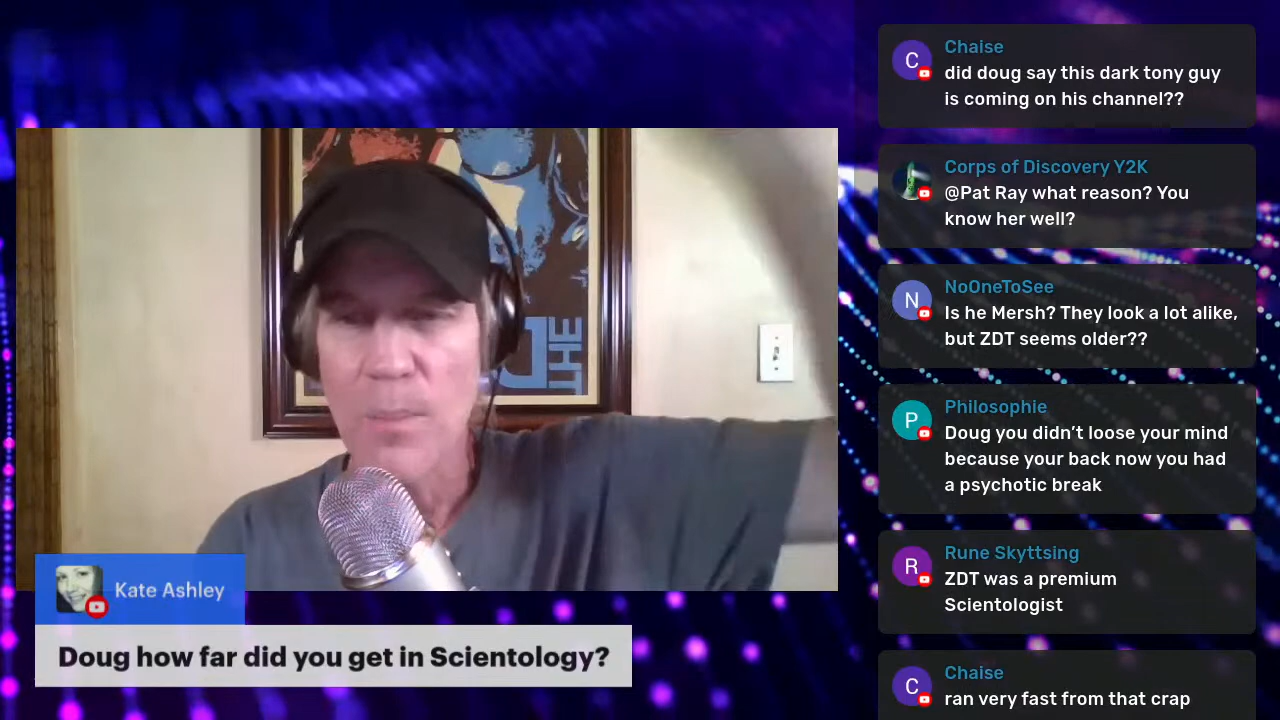 Chaise
did doug say this dark tony guy
is coming on his channel??
Corps of Discovery Y2K
@Pat Ray what reason? You
know her well?
N
NoOneToSee
Is he Mersh? They look a lot alike,
but ZDT seems older??
P
Philosophie
Doug you didn’t loose your mind
because your back now you had
a psychotic break
R
Rune Skyttsing
ZDT was a premium
Scientologist
C
Chaise
ran very fast from that crap
C
THE
Kate Ashley
Doug how far did you get in Scientology?